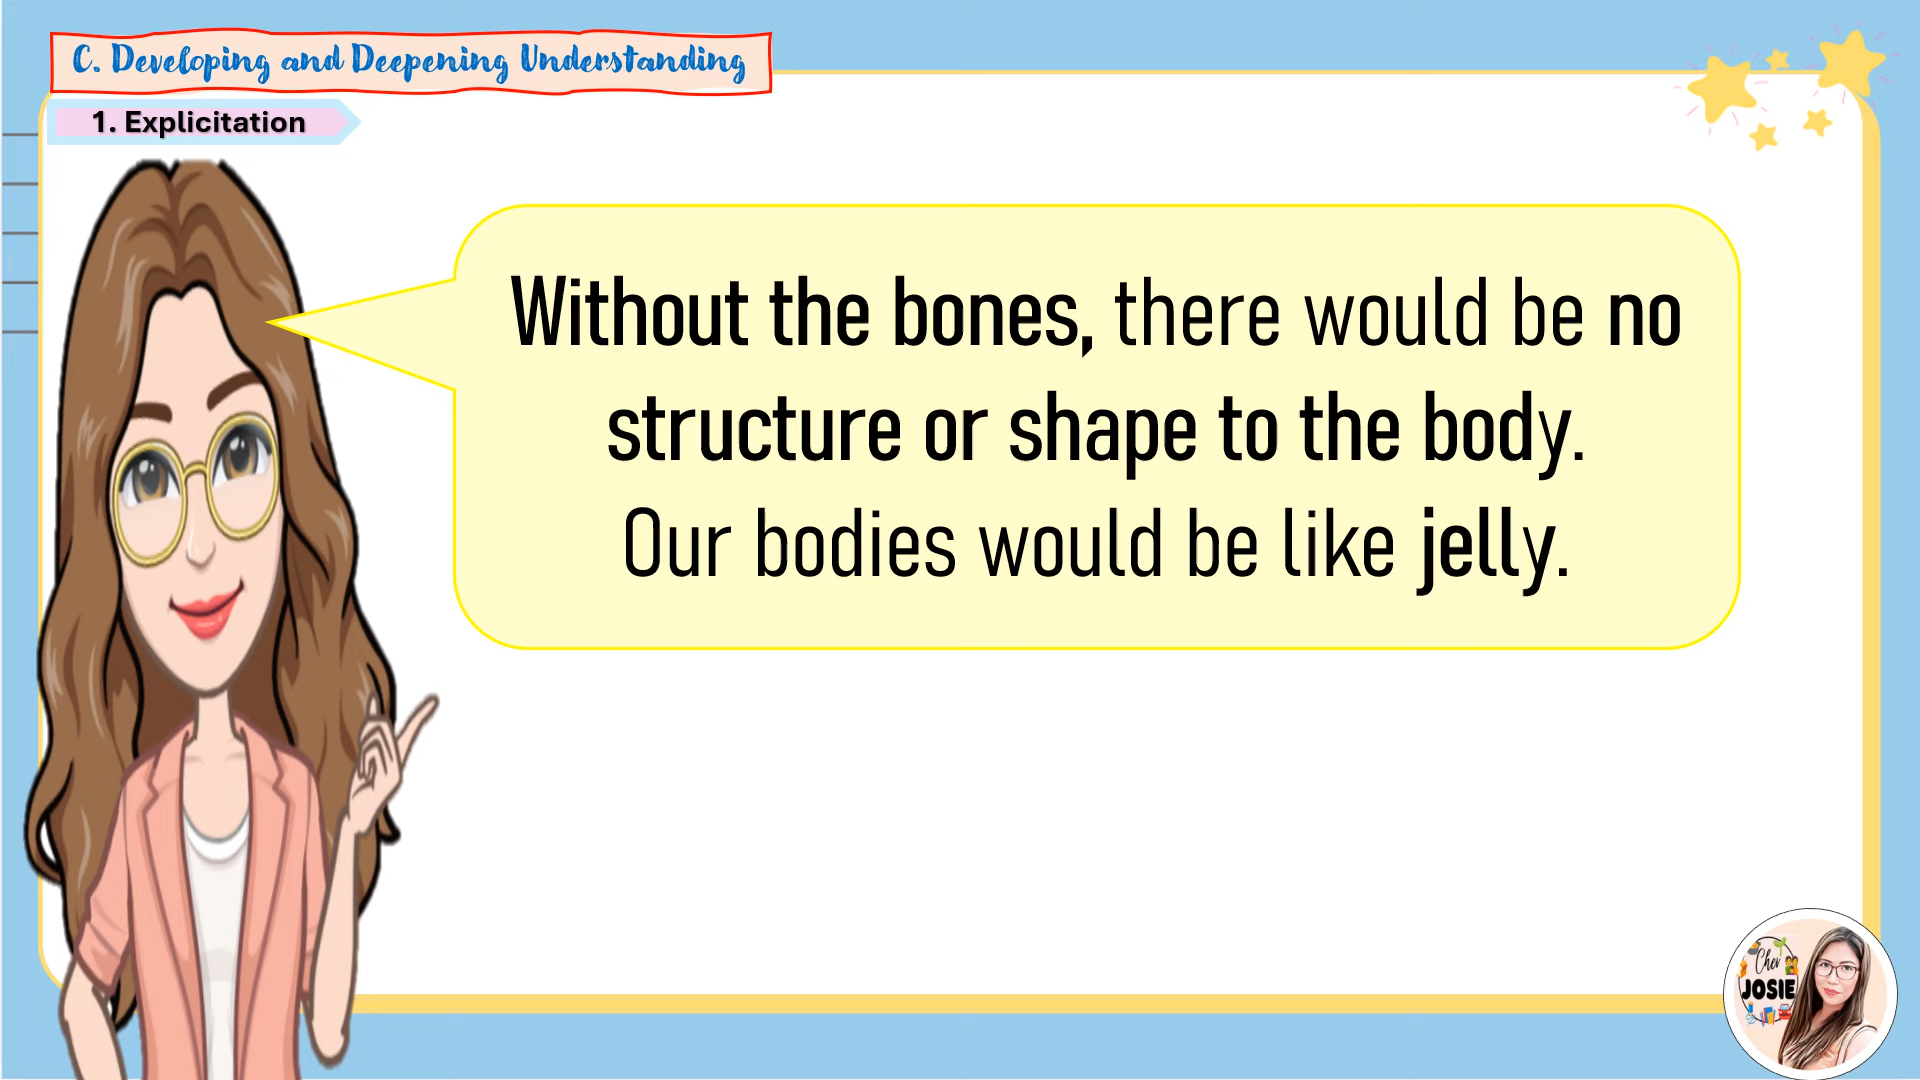 C. Developing and Deepening Understanding
1. Explicitation
Without the bones, there would be no
structure or shape to the body.
Our bodies would be like jelly.
Cher
JOSIE